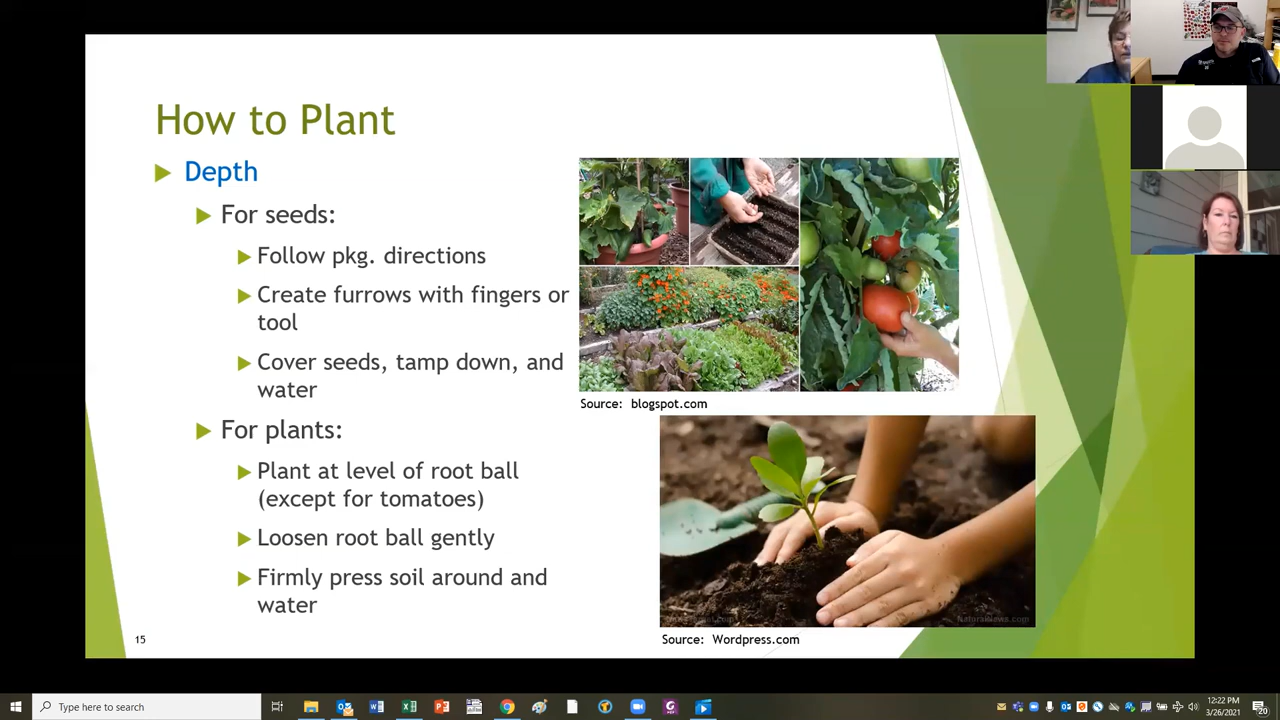 How to Plant
Depth
For seeds:
Follow pkg. directions
Create furrows with fingers or
tool
Cover seeds, tamp down, and
water
For plants:
Plant at level of root ball
(except for tomatoes)
Loosen root ball gently
Firmly press soil around and
water
Source: blogspot.com
NaturalNews.com
Source: Wordpress.com
15
Type here to search
12:22 PM
3/26/2021
20